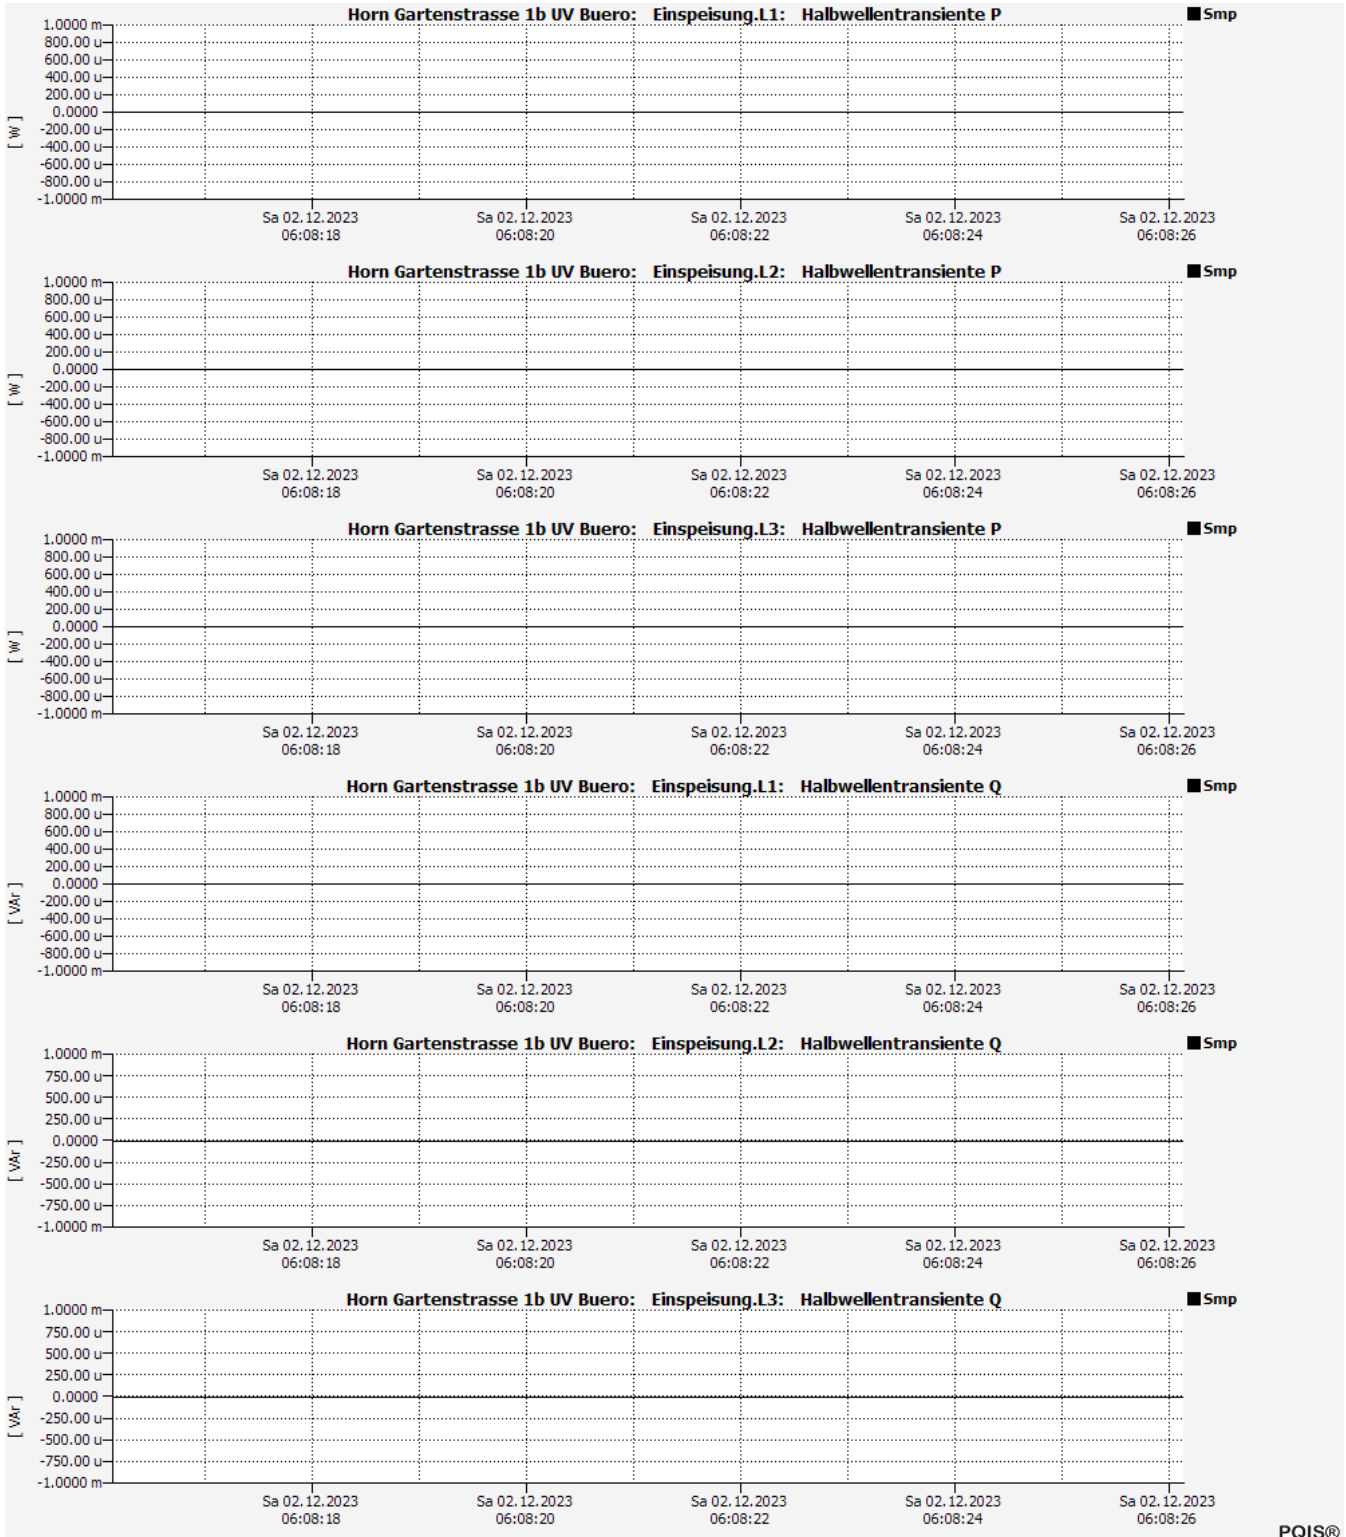 Horn Gartenstrasse 1b UV Buero: Einspeisung.L1: Halbwellentransiente P
Smp
1.0000 m
800.00 u
600.00 u
400.00 u
200.00 u
0.0000
-200.00 u
-400.00 u
-600.00 u
-800.00 u
-1.0000 m
[ W ]
Sa 02.12.2023 Sa 02.12.2023 Sa 02.12.2023 Sa 02.12.2023 Sa 02.12.2023
06:08:18 06:08:20 06:08:22 06:08:24 06:08:26
Horn Gartenstrasse 1b UV Buero: Einspeisung.L2: Halbwellentransiente P
Smp
1.0000 m
800.00 u
600.00 u
400.00 u
200.00 u
0.0000
-200.00 u
-400.00 u
-600.00 u
-800.00 u
-1.0000 m
[ W ]
Sa 02.12.2023 Sa 02.12.2023 Sa 02.12.2023 Sa 02.12.2023 Sa 02.12.2023
06:08:18 06:08:20 06:08:22 06:08:24 06:08:26
Horn Gartenstrasse 1b UV Buero: Einspeisung.L3: Halbwellentransiente P
Smp
1.0000 m
800.00 u
600.00 u
400.00 u
200.00 u
0.0000
-200.00 u
-400.00 u
-600.00 u
-800.00 u
-1.0000 m
[ W ]
Sa 02.12.2023 Sa 02.12.2023 Sa 02.12.2023 Sa 02.12.2023 Sa 02.12.2023
06:08:18 06:08:20 06:08:22 06:08:24 06:08:26
Horn Gartenstrasse 1b UV Buero: Einspeisung.L1: Halbwellentransiente Q
Smp
1.0000 m
800.00 u
600.00 u
400.00 u
200.00 u
0.0000
-200.00 u
-400.00 u
-600.00 u
-800.00 u
-1.0000 m
[ VAr ]
Sa 02.12.2023 Sa 02.12.2023 Sa 02.12.2023 Sa 02.12.2023 Sa 02.12.2023
06:08:18 06:08:20 06:08:22 06:08:24 06:08:26
Horn Gartenstrasse 1b UV Buero: Einspeisung.L2: Halbwellentransiente Q
Smp
1.0000 m
750.00 u
500.00 u
250.00 u
0.0000
-250.00 u
-500.00 u
-750.00 u
-1.0000 m
[ VAr ]
Sa 02.12.2023 Sa 02.12.2023 Sa 02.12.2023 Sa 02.12.2023 Sa 02.12.2023
06:08:18 06:08:20 06:08:22 06:08:24 06:08:26
Horn Gartenstrasse 1b UV Buero: Einspeisung.L3: Halbwellentransiente Q
Smp
1.0000 m
750.00 u
500.00 u
250.00 u
0.0000
-250.00 u
-500.00 u
-750.00 u
-1.0000 m
[ VAr ]
Sa 02.12.2023 Sa 02.12.2023 Sa 02.12.2023 Sa 02.12.2023 Sa 02.12.2023
06:08:18 06:08:20 06:08:22 06:08:24 06:08:26
PQIS®